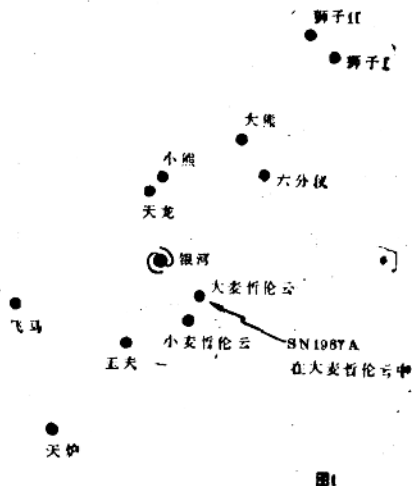 狮子II
狮子I
大熊
小熊
六分仪
天龙
银河
大麦哲伦云
飞马
小麦哲伦云
SN1987A
玉夫
在大麦哲伦云中
天炉
图1